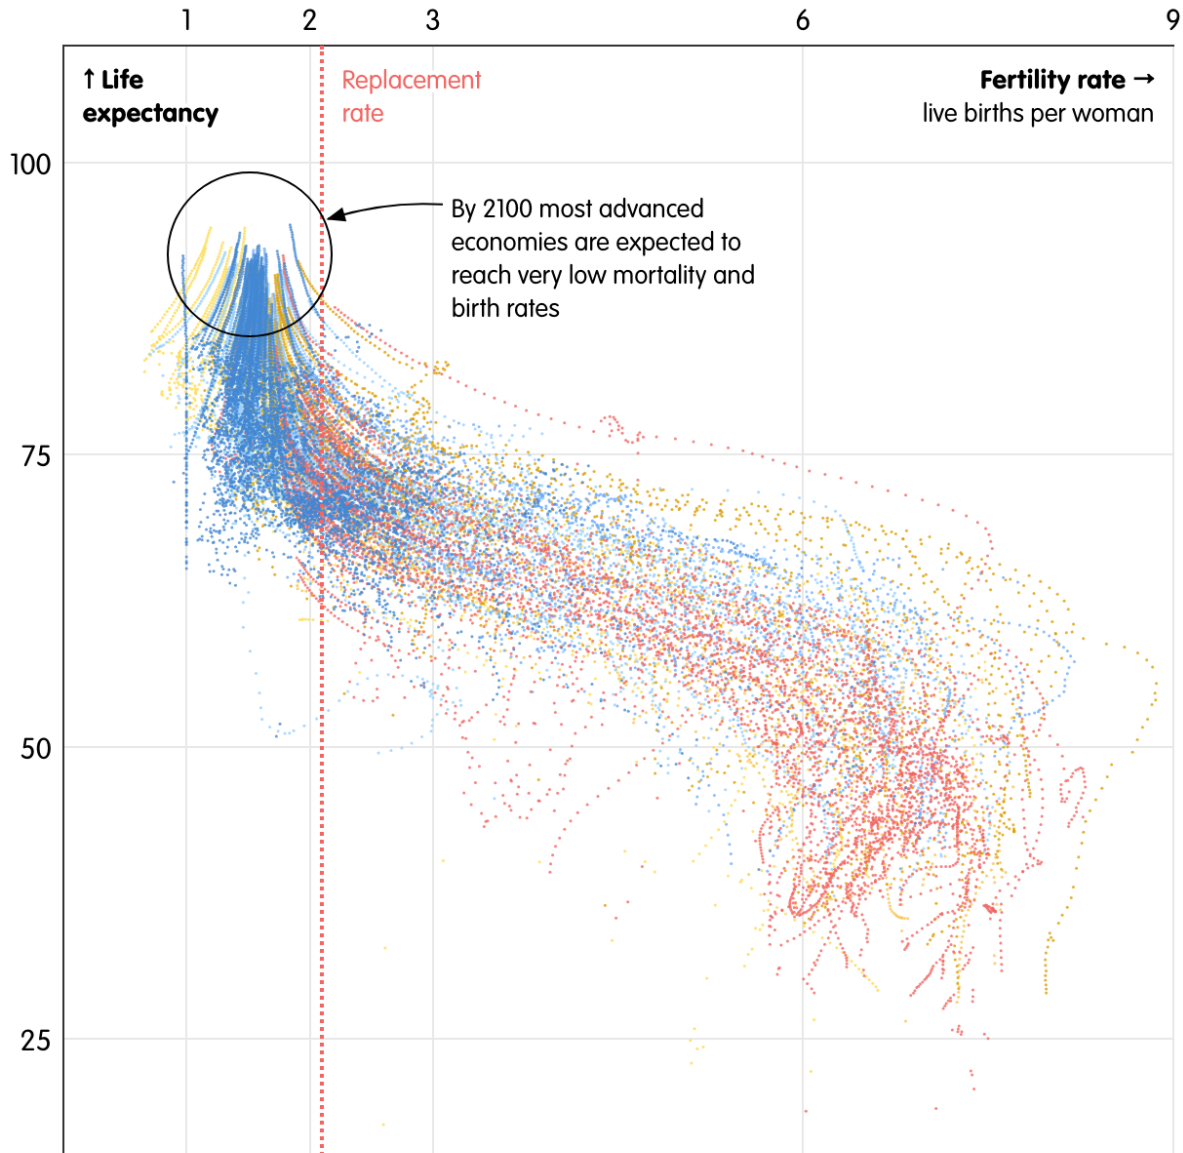 1 2 3 6 9
↑ Life
expectancy
Replacement
rate
Fertility rate →
live births per woman
100
By 2100 most advanced
economies are expected to
reach very low mortality and
birth rates
75
50
25